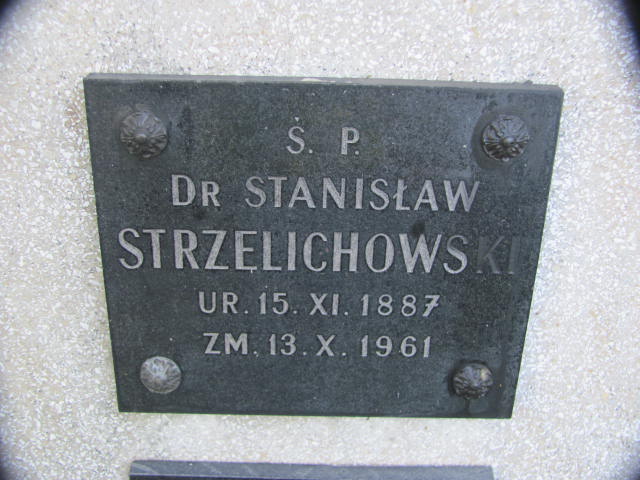 Ś. P.
DR STANISŁAW
STRZELICHOWSKI
UR. 15. XI. 1887
ZM. 13. X. 1961